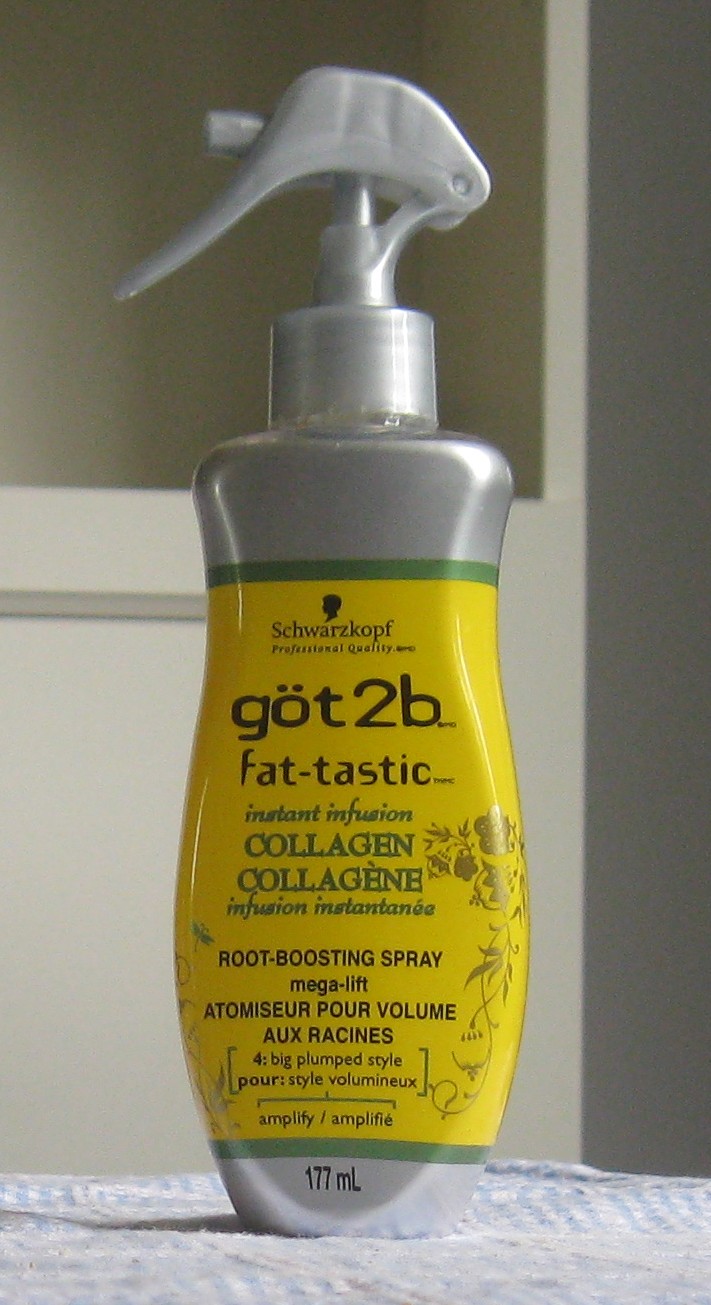 Schwarzkopf
Professional Quality.
göt2b
fat-tastic
instant infusion
COLLAGEN
COLLAGÈNE
infusion instantanée
ROOT-BOOSTING SPRAY
mega-lift
ATOMISEUR POUR VOLUME
AUX RACINES
4: big plumped style
pour: style volumineux
amplify / amplifié
177 mL